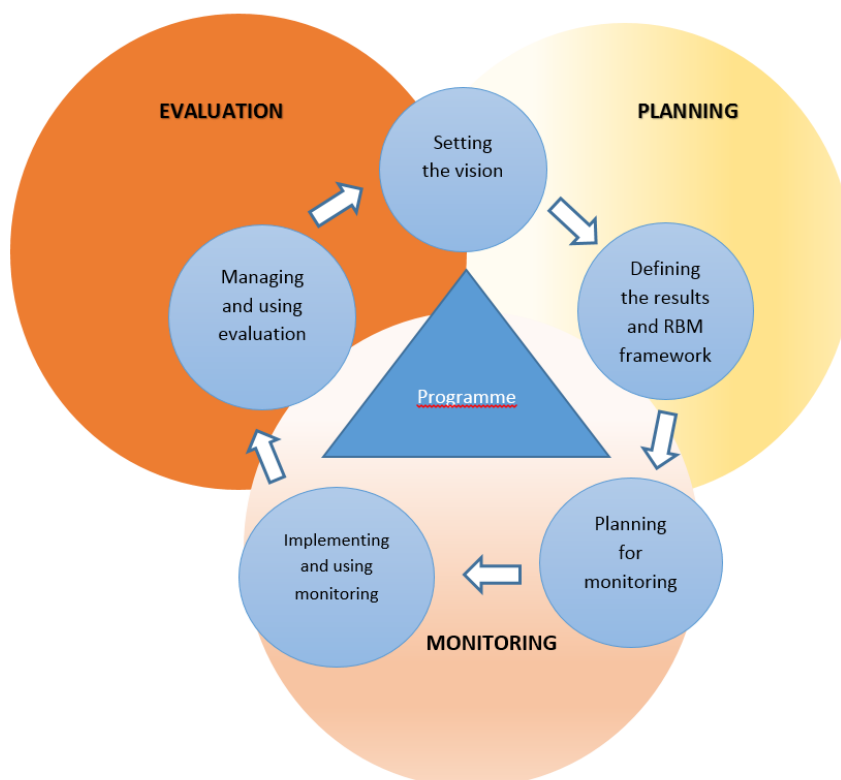 EVALUATION
PLANNING
Setting
the vision
Defining
the results
and RBM
framework
Managing
and using
evaluation
Programme
Planning
for
monitoring
Implementing
and using
monitoring
MONITORING